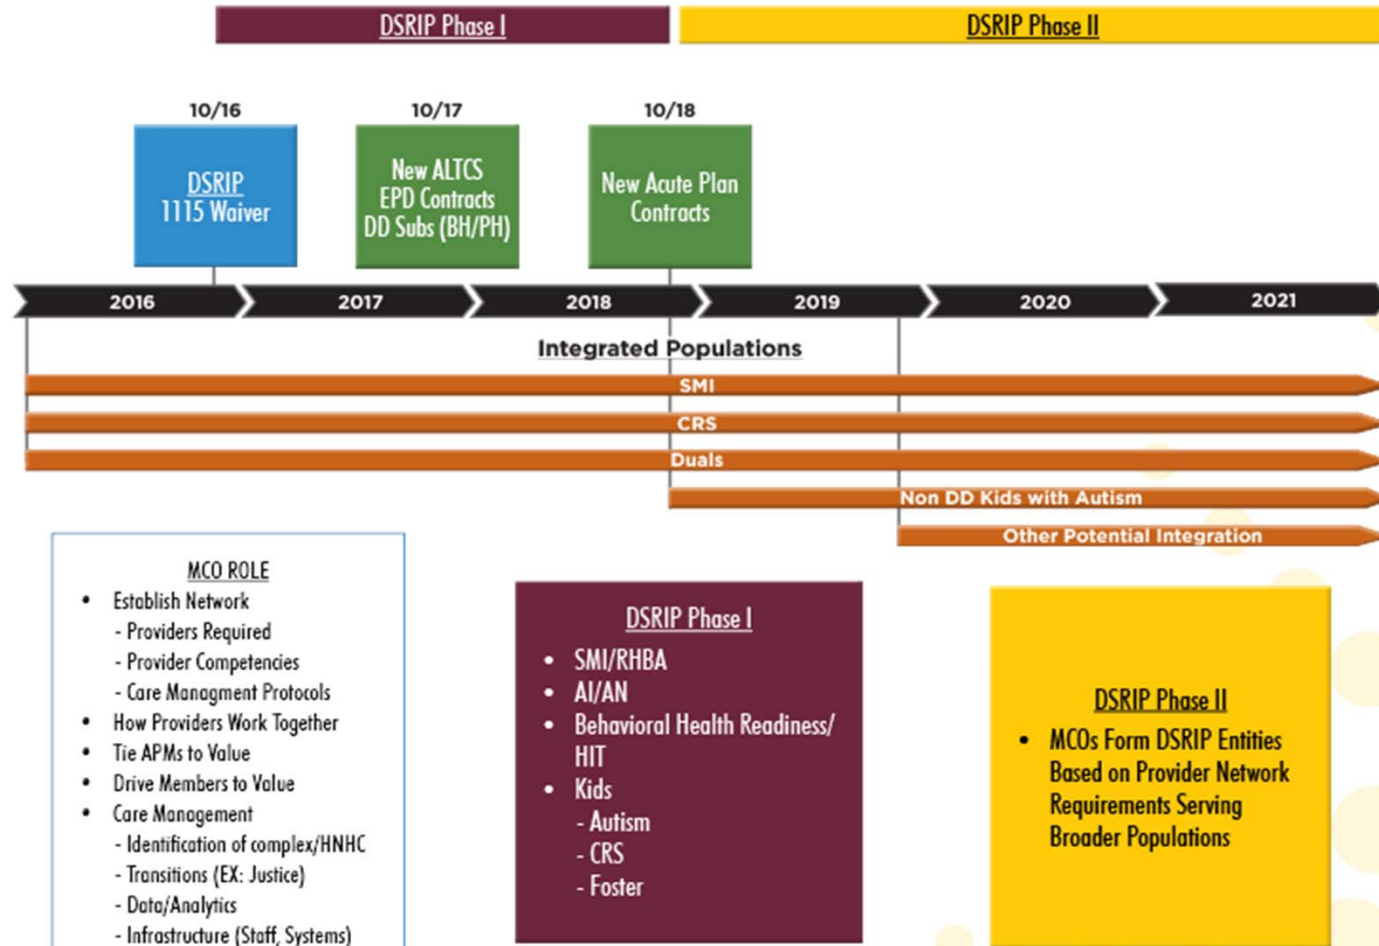 DSRIP Phase I
DSRIP Phase II
10/16
10/17
10/18
DSRIP
1115 Waiver
New ALTCS
EPD Contracts
DD Subs (BH/PH)
New Acute Plan
Contracts
2016
2017
2018
2019
2020
2021
Integrated Populations
SMI
CRS
Duals
Non DD Kids with Autism
Other Potential Integration
MCO ROLE
• Establish Network
- Providers Required
- Provider Competencies
- Care Managment Protocols
• How Providers Work Together
• Tie APMs to Value
• Drive Members to Value
• Care Management
- Identification of complex/HNHC
- Transitions (EX: Justice)
- Data/Analytics
- Infrastructure (Staff, Systems)
DSRIP Phase I
• SMI/RHBA
• AI/AN
• Behavioral Health Readiness/
HIT
• Kids
- Autism
- CRS
- Foster
DSRIP Phase II
• MCOs Form DSRIP Entities
Based on Provider Network
Requirements Serving
Broader Populations